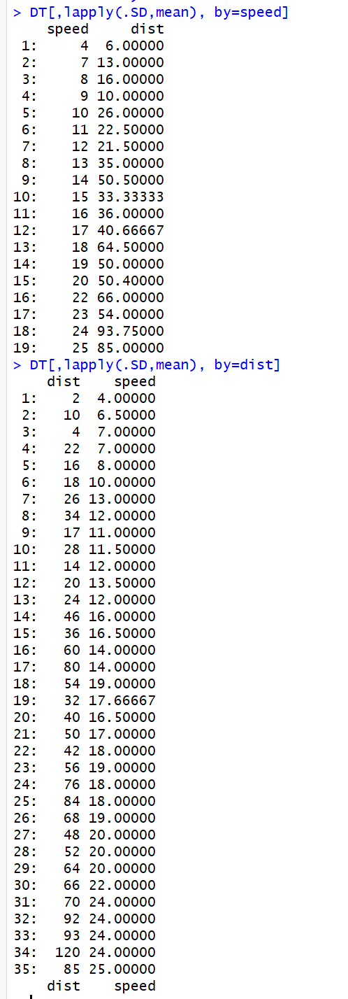 > DT[,lapply(.SD,mean), by=speed]
    speed     dist
 1:     4  6.00000
 2:     7 13.00000
 3:     8 16.00000
 4:     9 10.00000
 5:    10 26.00000
 6:    11 22.50000
 7:    12 21.50000
 8:    13 35.00000
 9:    14 50.50000
10:    15 33.33333
11:    16 36.00000
12:    17 40.66667
13:    18 64.50000
14:    19 50.00000
15:    20 50.40000
16:    22 66.00000
17:    23 54.00000
18:    24 93.75000
19:    25 85.00000
> DT[,lapply(.SD,mean), by=dist]
    dist    speed
 1:    2  4.00000
 2:   10  6.50000
 3:    4  7.00000
 4:   22  7.00000
 5:   16  8.00000
 6:   18 10.00000
 7:   26 13.00000
 8:   34 12.00000
 9:   17 11.00000
10:   28 11.50000
11:   14 12.00000
12:   20 13.50000
13:   24 12.00000
14:   46 16.00000
15:   36 16.50000
16:   60 14.00000
17:   80 14.00000
18:   54 19.00000
19:   32 17.66667
20:   40 16.50000
21:   50 17.00000
22:   42 18.00000
23:   56 19.00000
24:   76 18.00000
25:   84 18.00000
26:   68 19.00000
27:   48 20.00000
28:   52 20.00000
29:   64 20.00000
30:   66 22.00000
31:   70 24.00000
32:   92 24.00000
33:   93 24.00000
34:  120 24.00000
35:   85 25.00000
    dist    speed